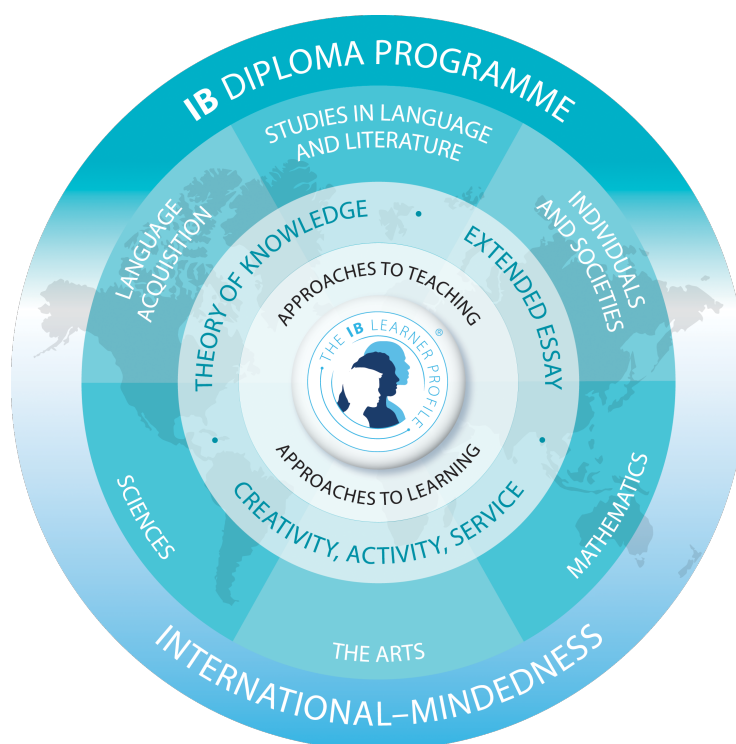 IB DIPLOMA PROGRAMME
STUDIES IN LANGUAGE
AND LITERATURE
LANGUAGE
ACQUISITION
INDIVIDUALS
AND SOCIETIES
THEORY OF KNOWLEDGE
•
EXTENDED ESSAY
APPROACHES TO TEACHING
• THE IB LEARNER PROFILE •
®
APPROACHES TO LEARNING
•
•
CREATIVITY, ACTIVITY, SERVICE
SCIENCES
MATHEMATICS
THE ARTS
INTERNATIONAL–MINDEDNESS